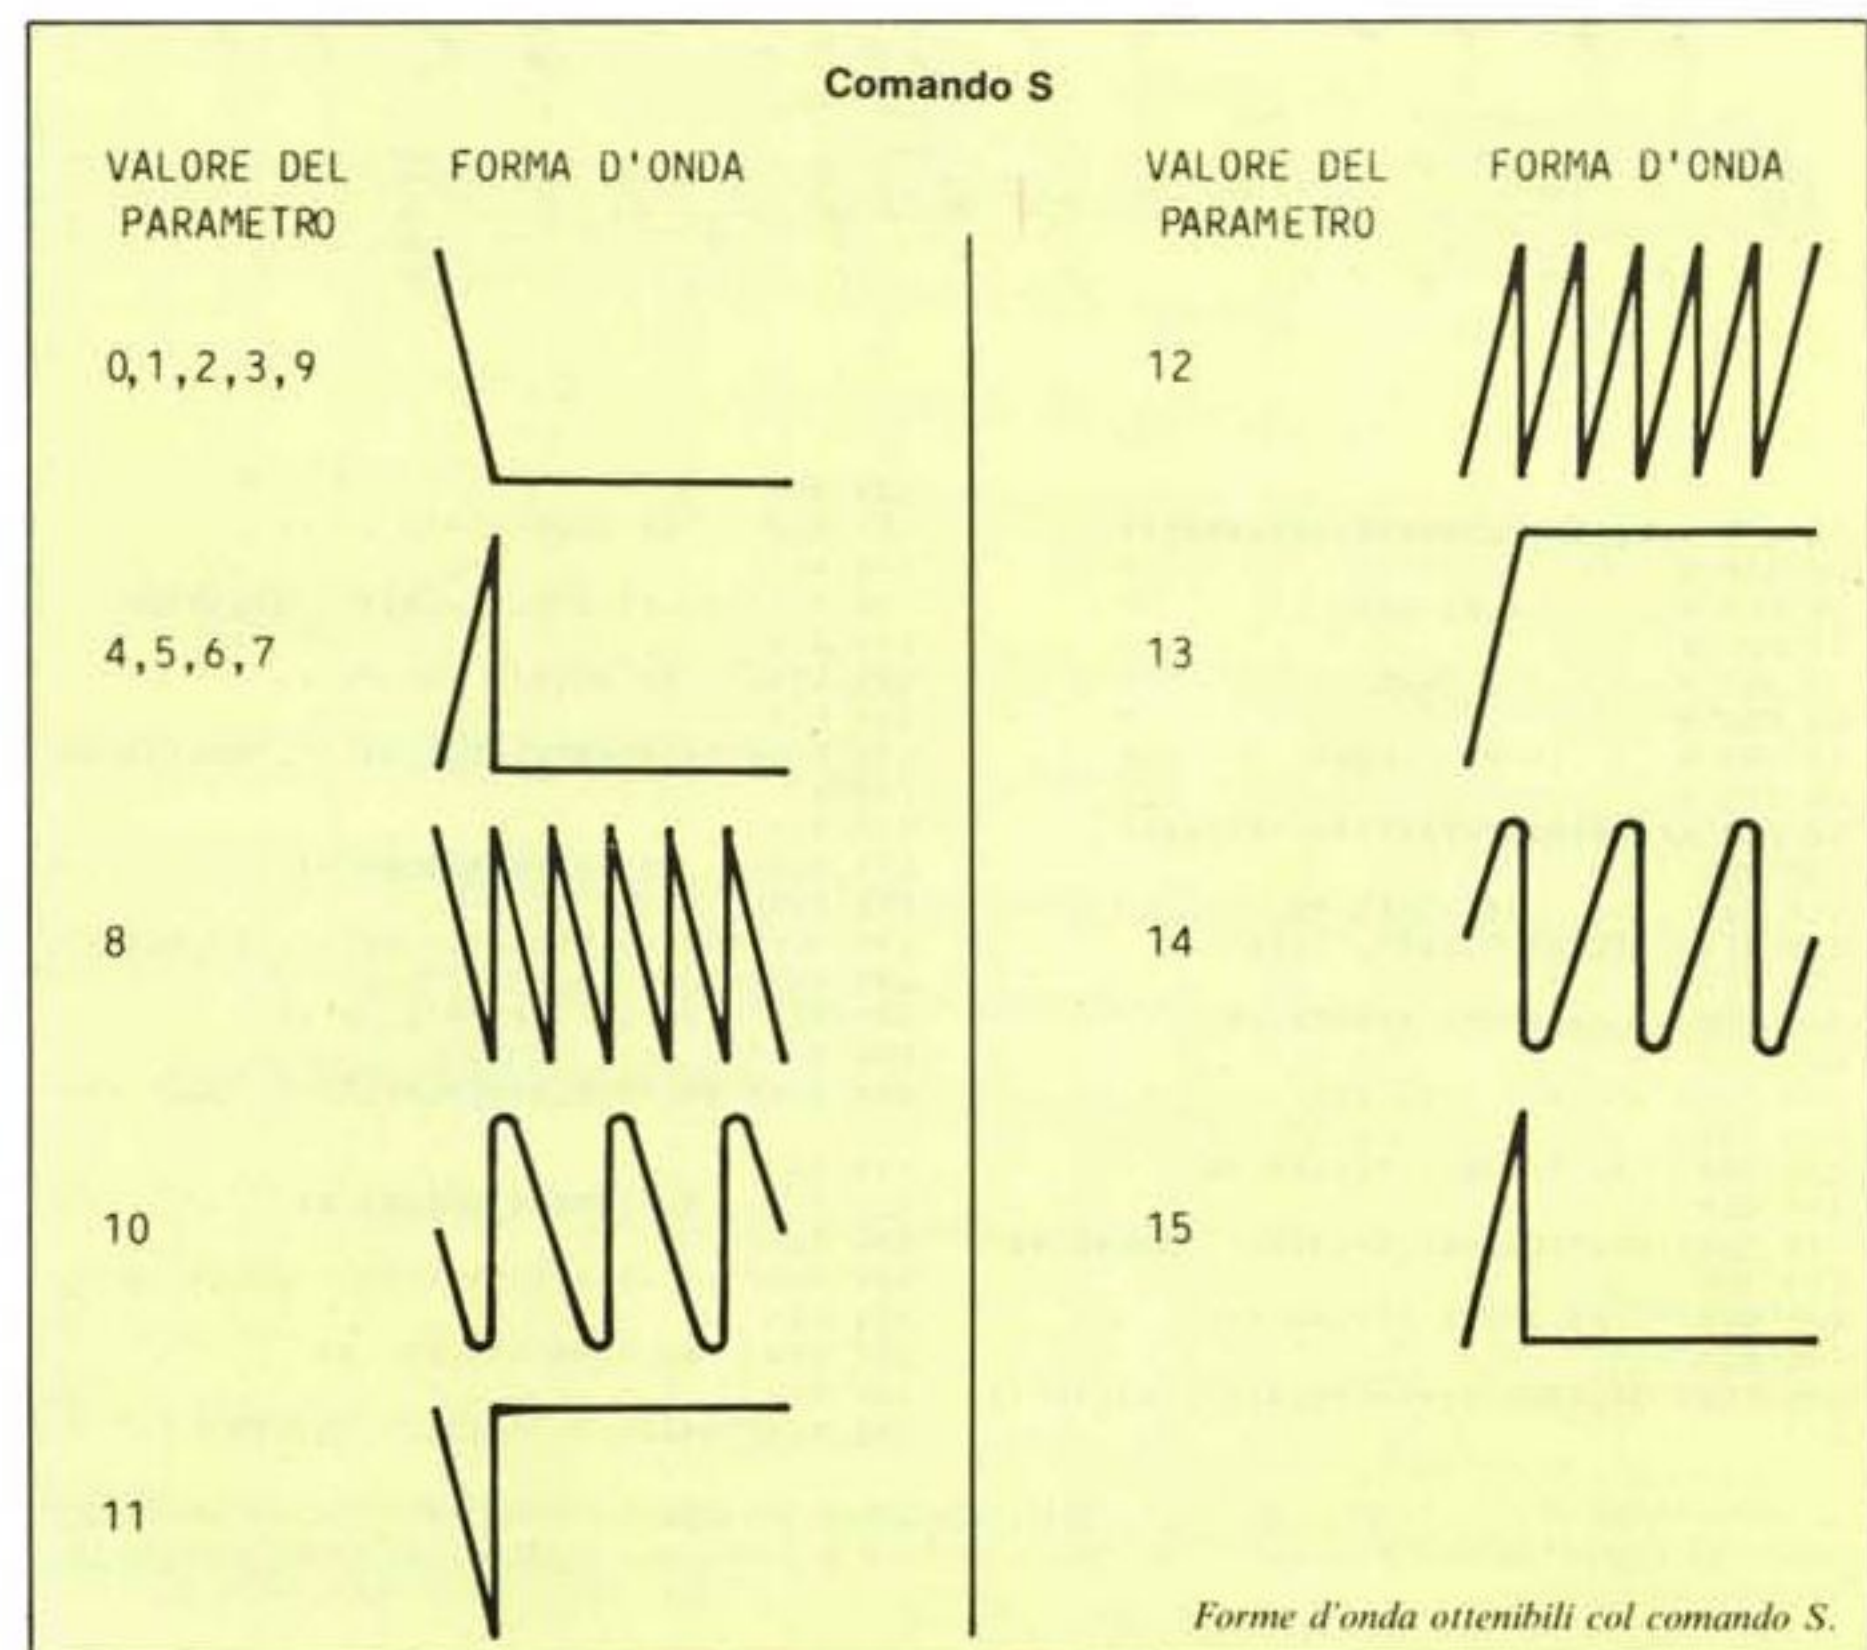 Comando S
VALORE DEL FORMA D'ONDA
PARAMETRO
0,1,2,3,9
4,5,6,7
8
10
11
VALORE DEL FORMA D'ONDA
PARAMETRO
12
13
14
15
Forme d'onda ottenibili col comando S.